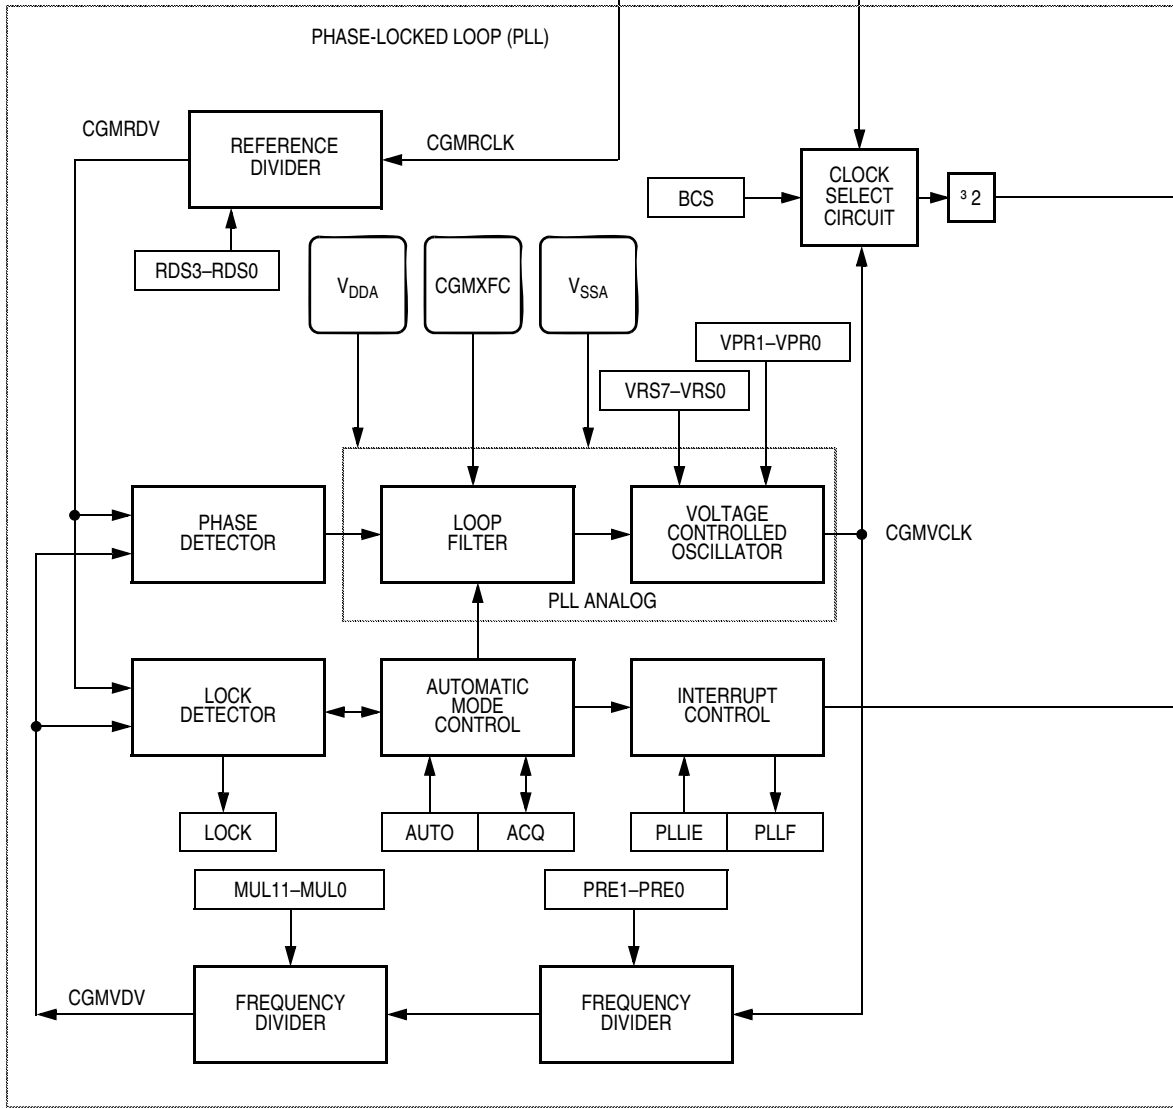 PHASE-LOCKED LOOP (PLL)
CGMRDV
REFERENCE
DIVIDER
CGMRCLK
BCS
CLOCK
SELECT
CIRCUIT
³ 2
RDS3–RDS0
VDDA
CGMXFC
VSSA
VPR1–VPR0
VRS7–VRS0
PHASE
DETECTOR
LOOP
FILTER
VOLTAGE
CONTROLLED
OSCILLATOR
CGMVCLK
PLL ANALOG
LOCK
DETECTOR
AUTOMATIC
MODE
CONTROL
INTERRUPT
CONTROL
LOCK
AUTO
ACQ
PLLIE
PLLF
MUL11–MUL0
PRE1–PRE0
CGMVDV
FREQUENCY
DIVIDER
FREQUENCY
DIVIDER